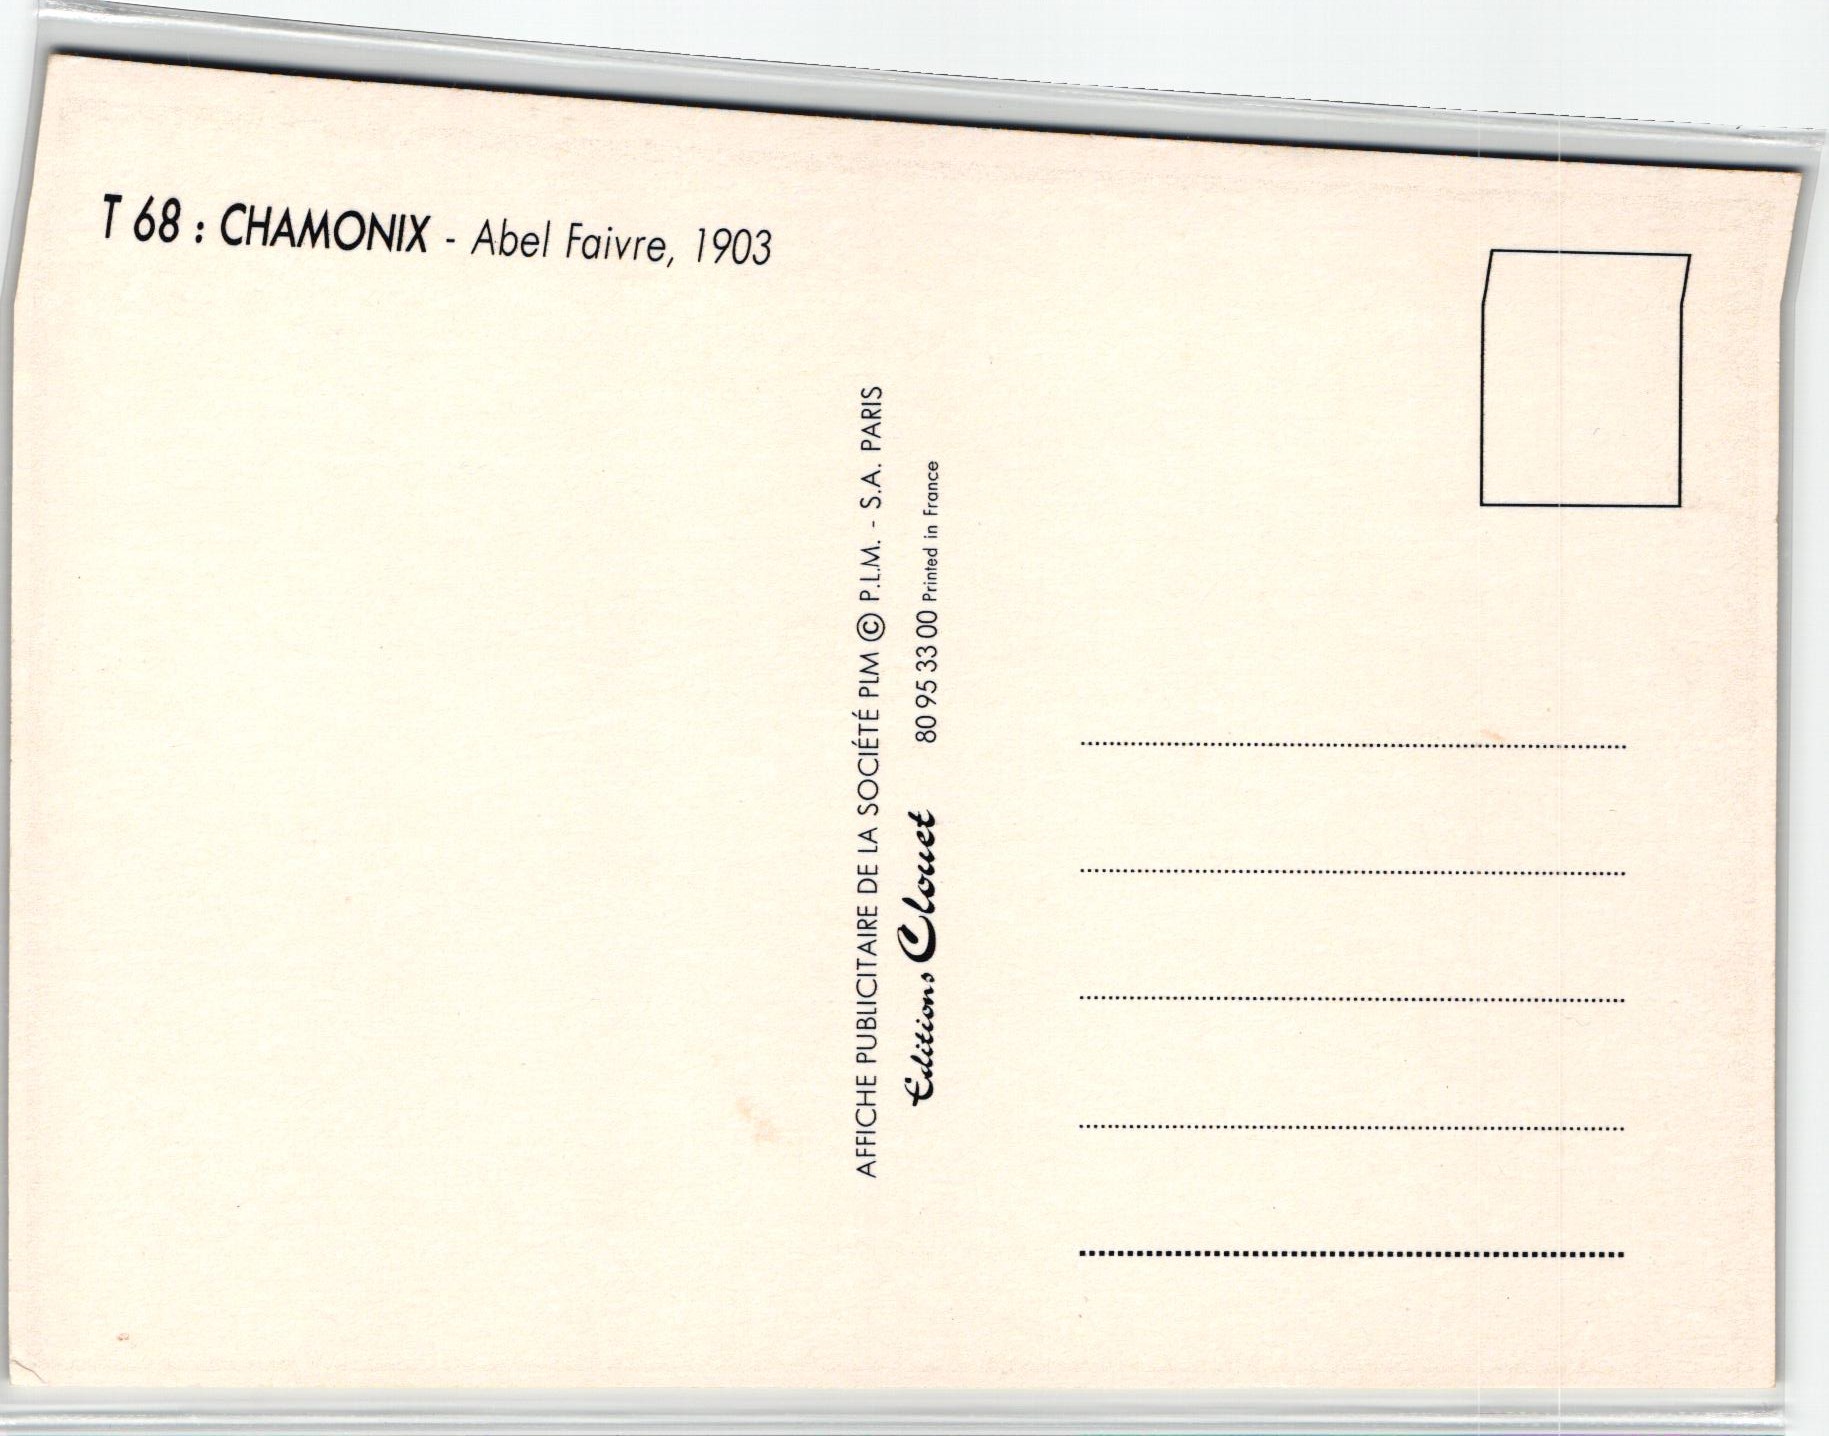 T 68 : CHAMONIX - Abel Faivre, 1903
AFFICHE PUBLICITAIRE DE LA SOCIÉTÉ PLM © P.L.M. - S.A. PARIS
Editions Clouet 80 95 33 00 Printed in France